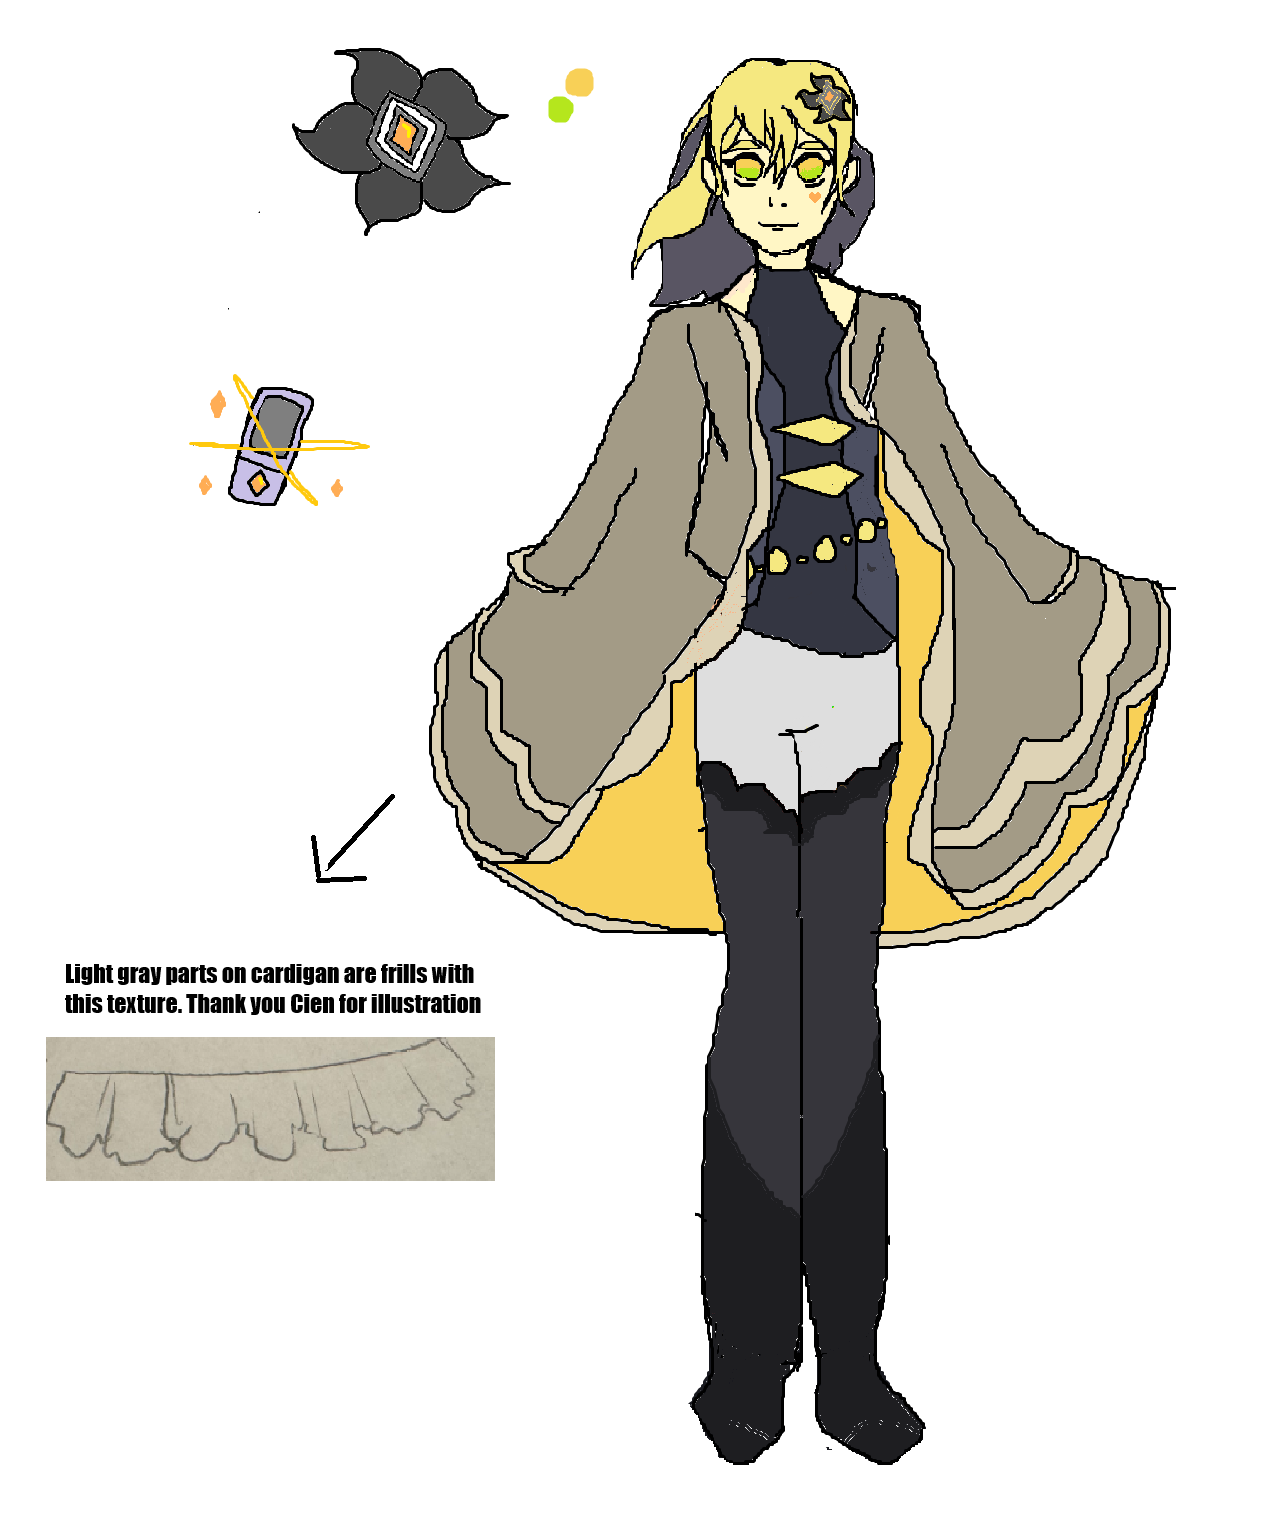 Light gray parts on cardigan are frills with
this texture. Thank you Cien for illustration